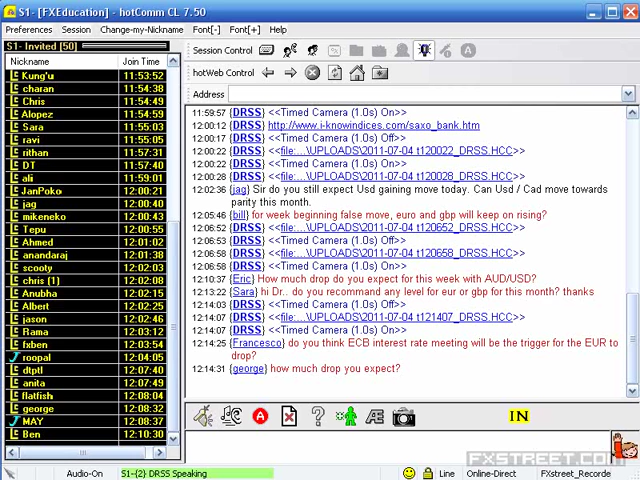 S1- [FXEducation] - hotComm CL 7.50
Preferences Session Change-my-Nickname Font[-] Font[+] Help
S1- Invited [50]
Nickname Join Time
Kung'u 11:53:52
charan 11:54:38
Chris 11:54:49
Alopez 11:54:59
Sara 11:55:03
ravi 11:55:05
rithan 11:57:31
DT 11:57:40
ali 11:59:01
JanPoko 12:00:21
jag 12:00:40
mikeneko 12:00:43
Tepu 12:00:55
Ahmed 12:01:02
anandaraj 12:01:38
scooty 12:02:03
chris (1) 12:02:08
Anubha 12:02:15
Albert 12:02:25
jason 12:02:46
Rama 12:03:12
fxben 12:03:54
roopal 12:04:05
dtptl 12:07:40
anita 12:07:49
flatfish 12:08:04
george 12:08:32
MAY 12:08:37
Ben 12:10:30
Session Control
hotWeb Control
Address
11:59:57 {DRSS} <<Timed Camera (1.0s) On>>
12:00:12 {DRSS} http://www.i-knowindices.com/saxo_bank.htm
12:00:17 {DRSS} <<Timed Camera (1.0s) Off>>
12:00:22 {DRSS} <<file:...\UPLOADS\2011-07-04 t120022_DRSS.HCC>>
12:00:22 {DRSS} <<Timed Camera (1.0s) On>>
12:00:28 {DRSS} <<file:...\UPLOADS\2011-07-04 t120028_DRSS.HCC>>
12:02:36 {jag} Sir do you still expect Usd gaining move today. Can Usd / Cad move towards
parity this month.
12:05:46 {bill} for week beginning false move, euro and gbp will keep on rising?
12:06:52 {DRSS} <<file:...\UPLOADS\2011-07-04 t120652_DRSS.HCC>>
12:06:53 {DRSS} <<Timed Camera (1.0s) Off>>
12:06:58 {DRSS} <<file:...\UPLOADS\2011-07-04 t120658_DRSS.HCC>>
12:06:58 {DRSS} <<Timed Camera (1.0s) On>>
12:10:37 {Eric} How much drop do you expect for this week with AUD/USD?
12:13:22 {Sara} hi Dr.. do you recommand any level for eur or gbp for this month? thanks
12:14:03 {DRSS} <<Timed Camera (1.0s) Off>>
12:14:07 {DRSS} <<file:...\UPLOADS\2011-07-04 t121407_DRSS.HCC>>
12:14:07 {DRSS} <<Timed Camera (1.0s) On>>
12:14:25 {Francesco} do you think ECB interest rate meeting will be the trigger for the EUR to
drop?
12:14:31 {george} how much drop you expect?
IN
FXSTREET.COM
Audio-On S1-{2} DRSS Speaking Line Online-Direct FXstreet_Recorde